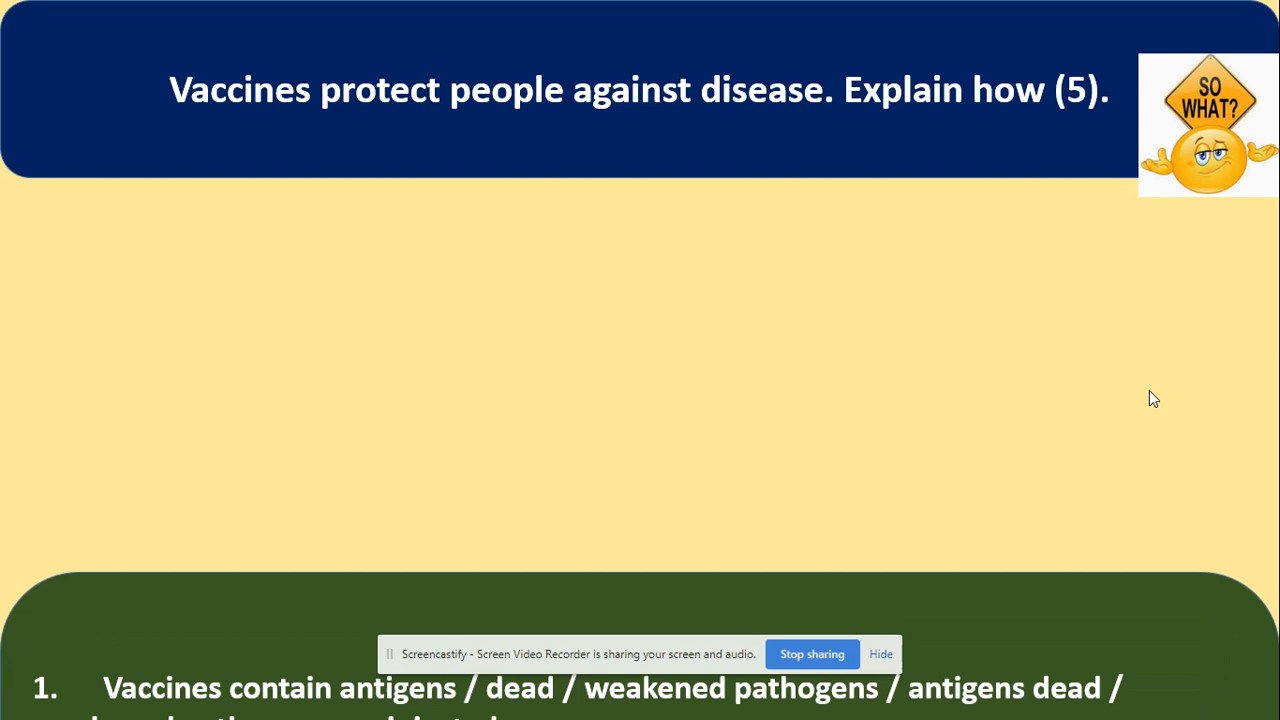 Vaccines protect people against disease. Explain how (5).
SO
WHAT?
Screencastify - Screen Video Recorder is sharing your screen and audio.
Stop sharing
Hide
1. Vaccines contain antigens / dead / weakened pathogens / antigens dead /